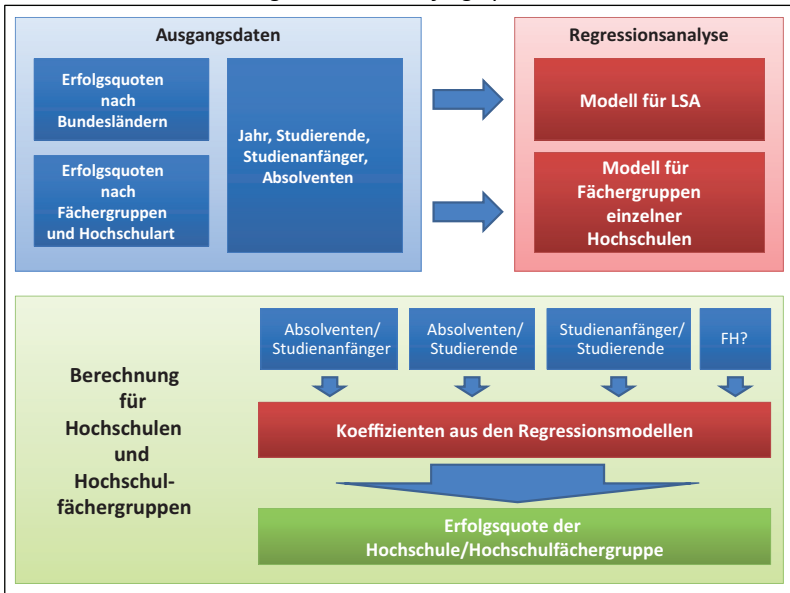 Ausgangsdaten
Erfolgsquoten
nach
Bundesländern
Erfolgsquoten
nach
Fächergruppen
und Hochschulart
Jahr, Studierende,
Studienanfänger,
Absolventen
Regressionsanalyse
Modell für LSA
Modell für
Fächergruppen
einzelner
Hochschulen
Berechnung
für
Hochschulen
und
Hochschul-
fächergruppen
Absolventen/
Studienanfänger
Absolventen/
Studierende
Studienanfänger/
Studierende
FH?
Koeffizienten aus den Regressionsmodellen
Erfolgsquote der
Hochschule/Hochschulfächergruppe